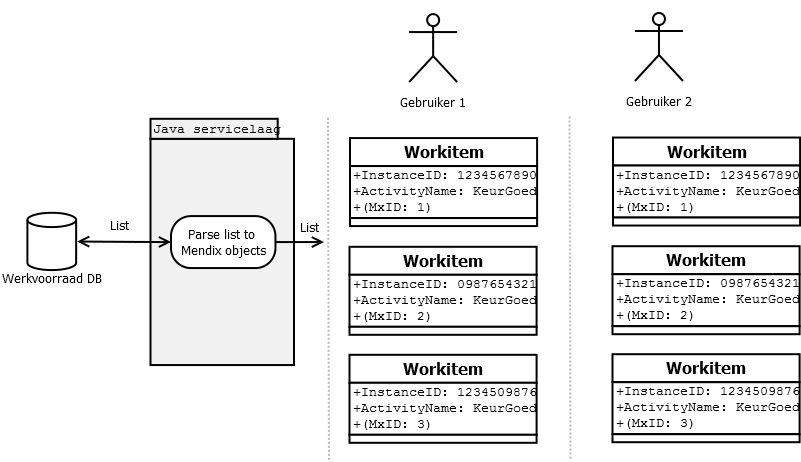 Gebruiker 1
Gebruiker 2
Java servicelaag
List
Parse list to
Mendix objects
List
Werkvoorraad DB
Workitem
+InstanceID: 1234567890
+ActivityName: KeurGoed
+(MxID: 1)
Workitem
+InstanceID: 0987654321
+ActivityName: KeurGoed
+(MxID: 2)
Workitem
+InstanceID: 1234509876
+ActivityName: KeurGoed
+(MxID: 3)
Workitem
+InstanceID: 1234567890
+ActivityName: KeurGoed
+(MxID: 1)
Workitem
+InstanceID: 0987654321
+ActivityName: KeurGoed
+(MxID: 2)
Workitem
+InstanceID: 1234509876
+ActivityName: KeurGoed
+(MxID: 3)